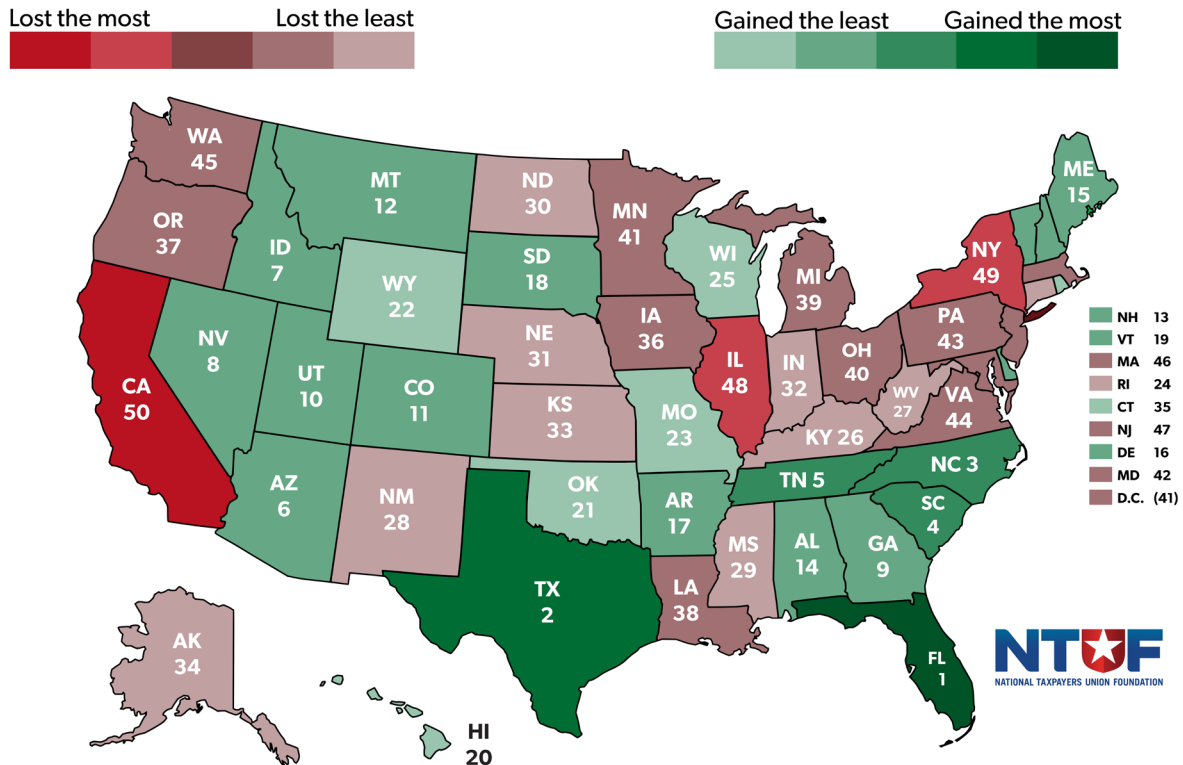 Lost the most
Lost the least
Gained the least
Gained the most
WA
45
OR
37
CA
50
NV
8
ID
7
MT
12
WY
22
UT
10
CO
11
AZ
6
NM
28
ND
30
SD
18
NE
31
KS
33
OK
21
TX
2
MN
41
IA
36
MO
23
AR
17
LA
38
WI
25
IL
48
MI
39
IN
32
OH
40
KY 26
TN 5
MS
29
AL
14
GA
9
FL
1
SC
4
NC 3
VA
44
WV
27
PA
43
NY
49
ME
15
NH 13
VT 19
MA 46
RI 24
CT 35
NJ 47
DE 16
MD 42
D.C. (41)
AK
34
HI
20
NTUF
NATIONAL TAXPAYERS UNION FOUNDATION